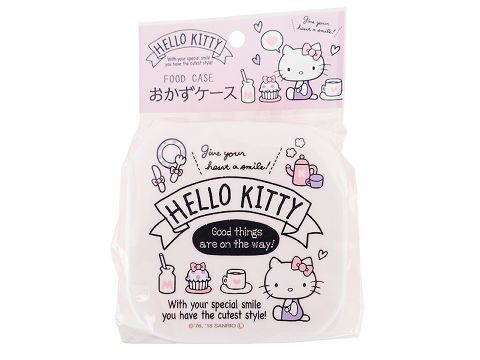 Give your
heart a smile!
HELLO KITTY
With your special smile
you have the cutest style!
FOOD CASE
おかずケース
M
Give your
heart a smile!
K
HELLO KITTY
Good things
are on the way!
M
With your special smile
you have the cutest style!
©'76, '18 SANRIO Ⓛ